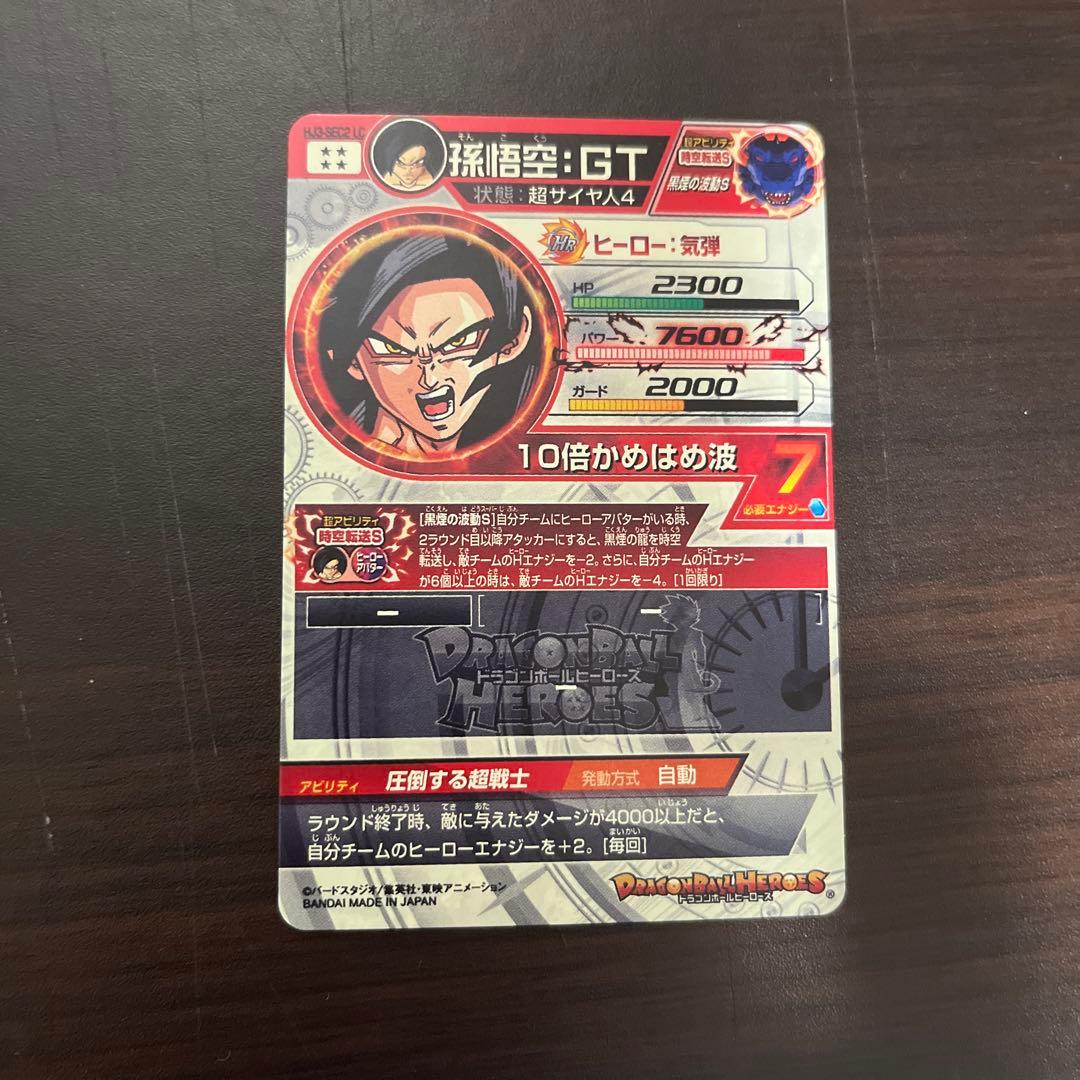 HJ3-SEC2 LC
そん ご くう
孫悟空:GT
状態:超サイヤ人4
超アビリティ
時空転送S
黒煙の波動S
HR
ヒーロー:気弾
HP 2300
パワー 7600
ガード 2000
10倍かめはめ波
7
必要エナジー
超アビリティ
時空転送S
ヒーロー
アバター
[黒煙の波動S]自分チームにヒーローアバターがいる時、
2ラウンド目以降アタッカーにすると、黒煙の龍を時空
転送し、敵チームのHエナジーを-2。さらに、自分チームのHエナジー
が6個以上の時は、敵チームのHエナジーを-4。[1回限り]
ー
[ー]
DRAGONBALL
ドラゴンボールヒーローズ
HEROES
ー
アビリティ 圧倒する超戦士 発動方式 自動
ラウンド終了時、敵に与えたダメージが4000以上だと、
自分チームのヒーローエナジーを+2。[毎回]
©バードスタジオ/集英社・東映アニメーション
BANDAI MADE IN JAPAN
DRAGONBALL HEROES
ドラゴンボールヒーローズ
®